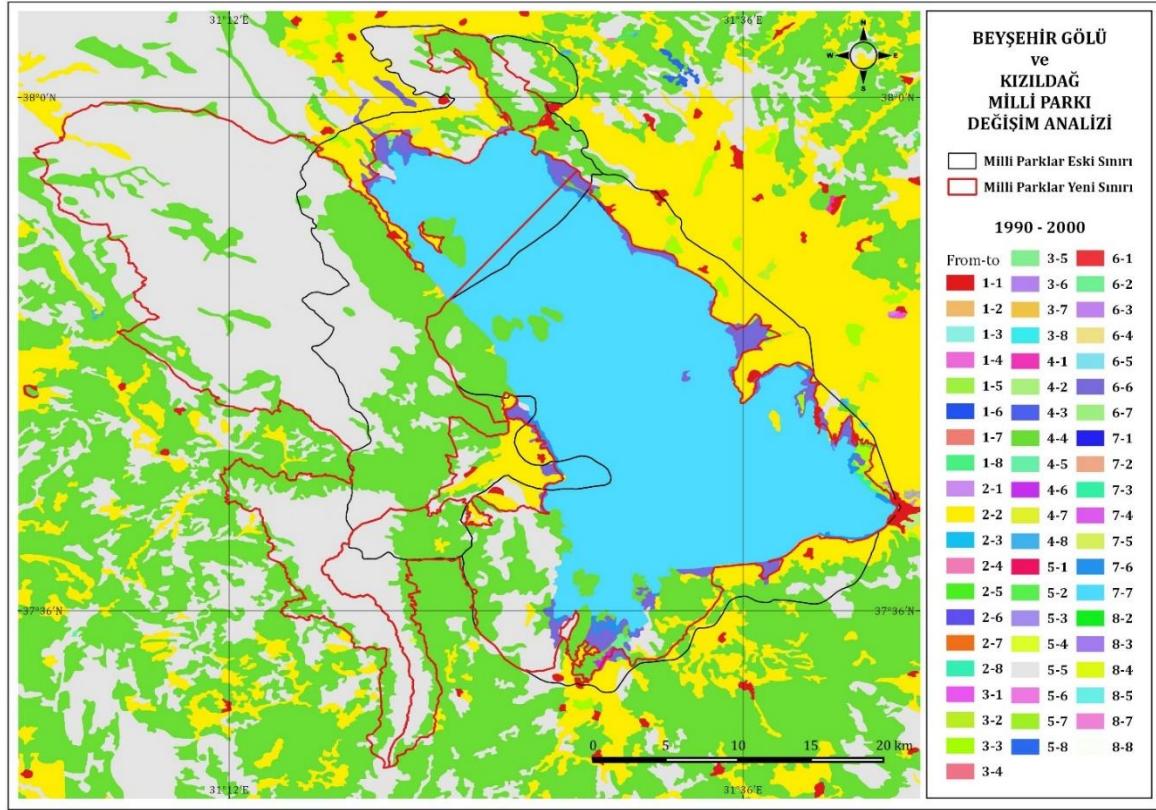 31°12'E
31°36'E
38°0'N
38°0'N
37°36'N
37°36'N
31°12'E
31°36'E
N
W
E
S
0 5 10 20 km
BEYŞEHİR GÖLÜ
ve
KIZILDAĞ
MİLLİ PARKI
DEĞİŞİM ANALİZİ
Milli Parklar Eski Sınırı
Milli Parklar Yeni Sınırı
1990 - 2000
From-to
1-1
1-2
1-3
1-4
1-5
1-6
1-7
1-8
2-1
2-2
2-3
2-4
2-5
2-6
2-7
2-8
3-1
3-2
3-3
3-4
3-5
3-6
3-7
3-8
4-1
4-2
4-3
4-4
4-5
4-6
4-7
4-8
5-1
5-2
5-3
5-4
5-5
5-6
5-7
5-8
6-1
6-2
6-3
6-4
6-5
6-6
6-7
7-1
7-2
7-3
7-4
7-5
7-6
7-7
8-2
8-3
8-4
8-5
8-7
8-8